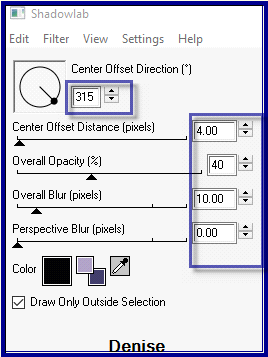 Shadowlab
Edit Filter View Settings Help
Center Offset Direction (°)
315
Center Offset Distance (pixels)
4.00
Overall Opacity (%)
40
Overall Blur (pixels)
10.00
Perspective Blur (pixels)
0.00
Color
Draw Only Outside Selection
Denise